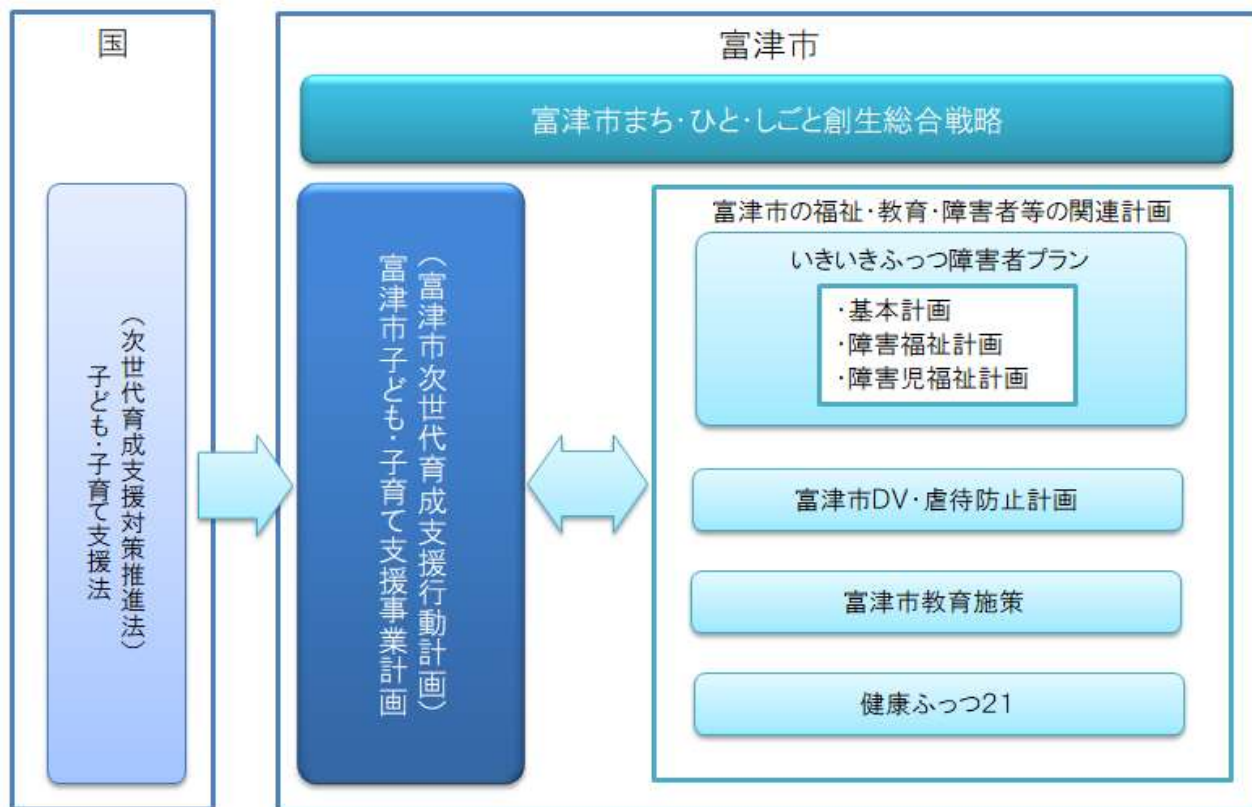 国
子ども・子育て支援法
（次世代育成支援対策推進法）
富津市
富津市まち・ひと・しごと創生総合戦略
富津市子ども・子育て支援事業計画
（富津市次世代育成支援行動計画）
富津市の福祉・教育・障害者等の関連計画
いきいきふっつ障害者プラン
・基本計画
・障害福祉計画
・障害児福祉計画
富津市DV・虐待防止計画
富津市教育施策
健康ふっつ21